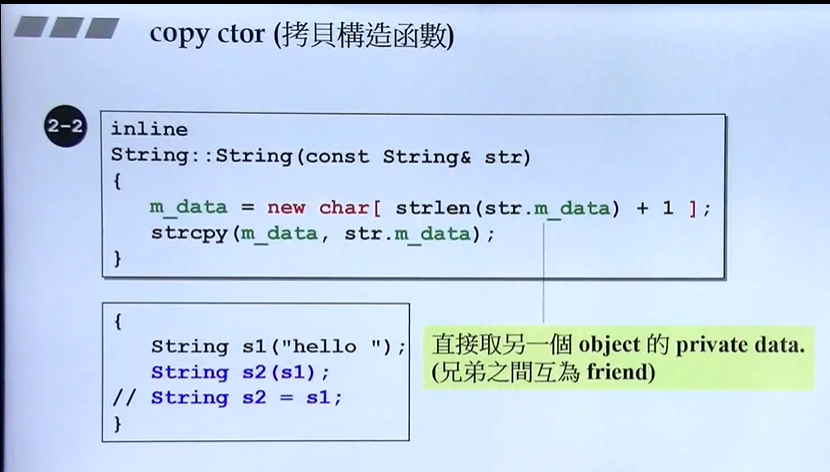 copy ctor (拷貝構造函數)
2-2
inline
String::String(const String& str)
{
m_data = new char[ strlen(str.m_data) + 1 ];
strcpy(m_data, str.m_data);
}
{
String s1("hello ");
String s2(s1);
// String s2 = s1;
}
直接取另一個 object 的 private data.
(兄弟之間互為 friend)